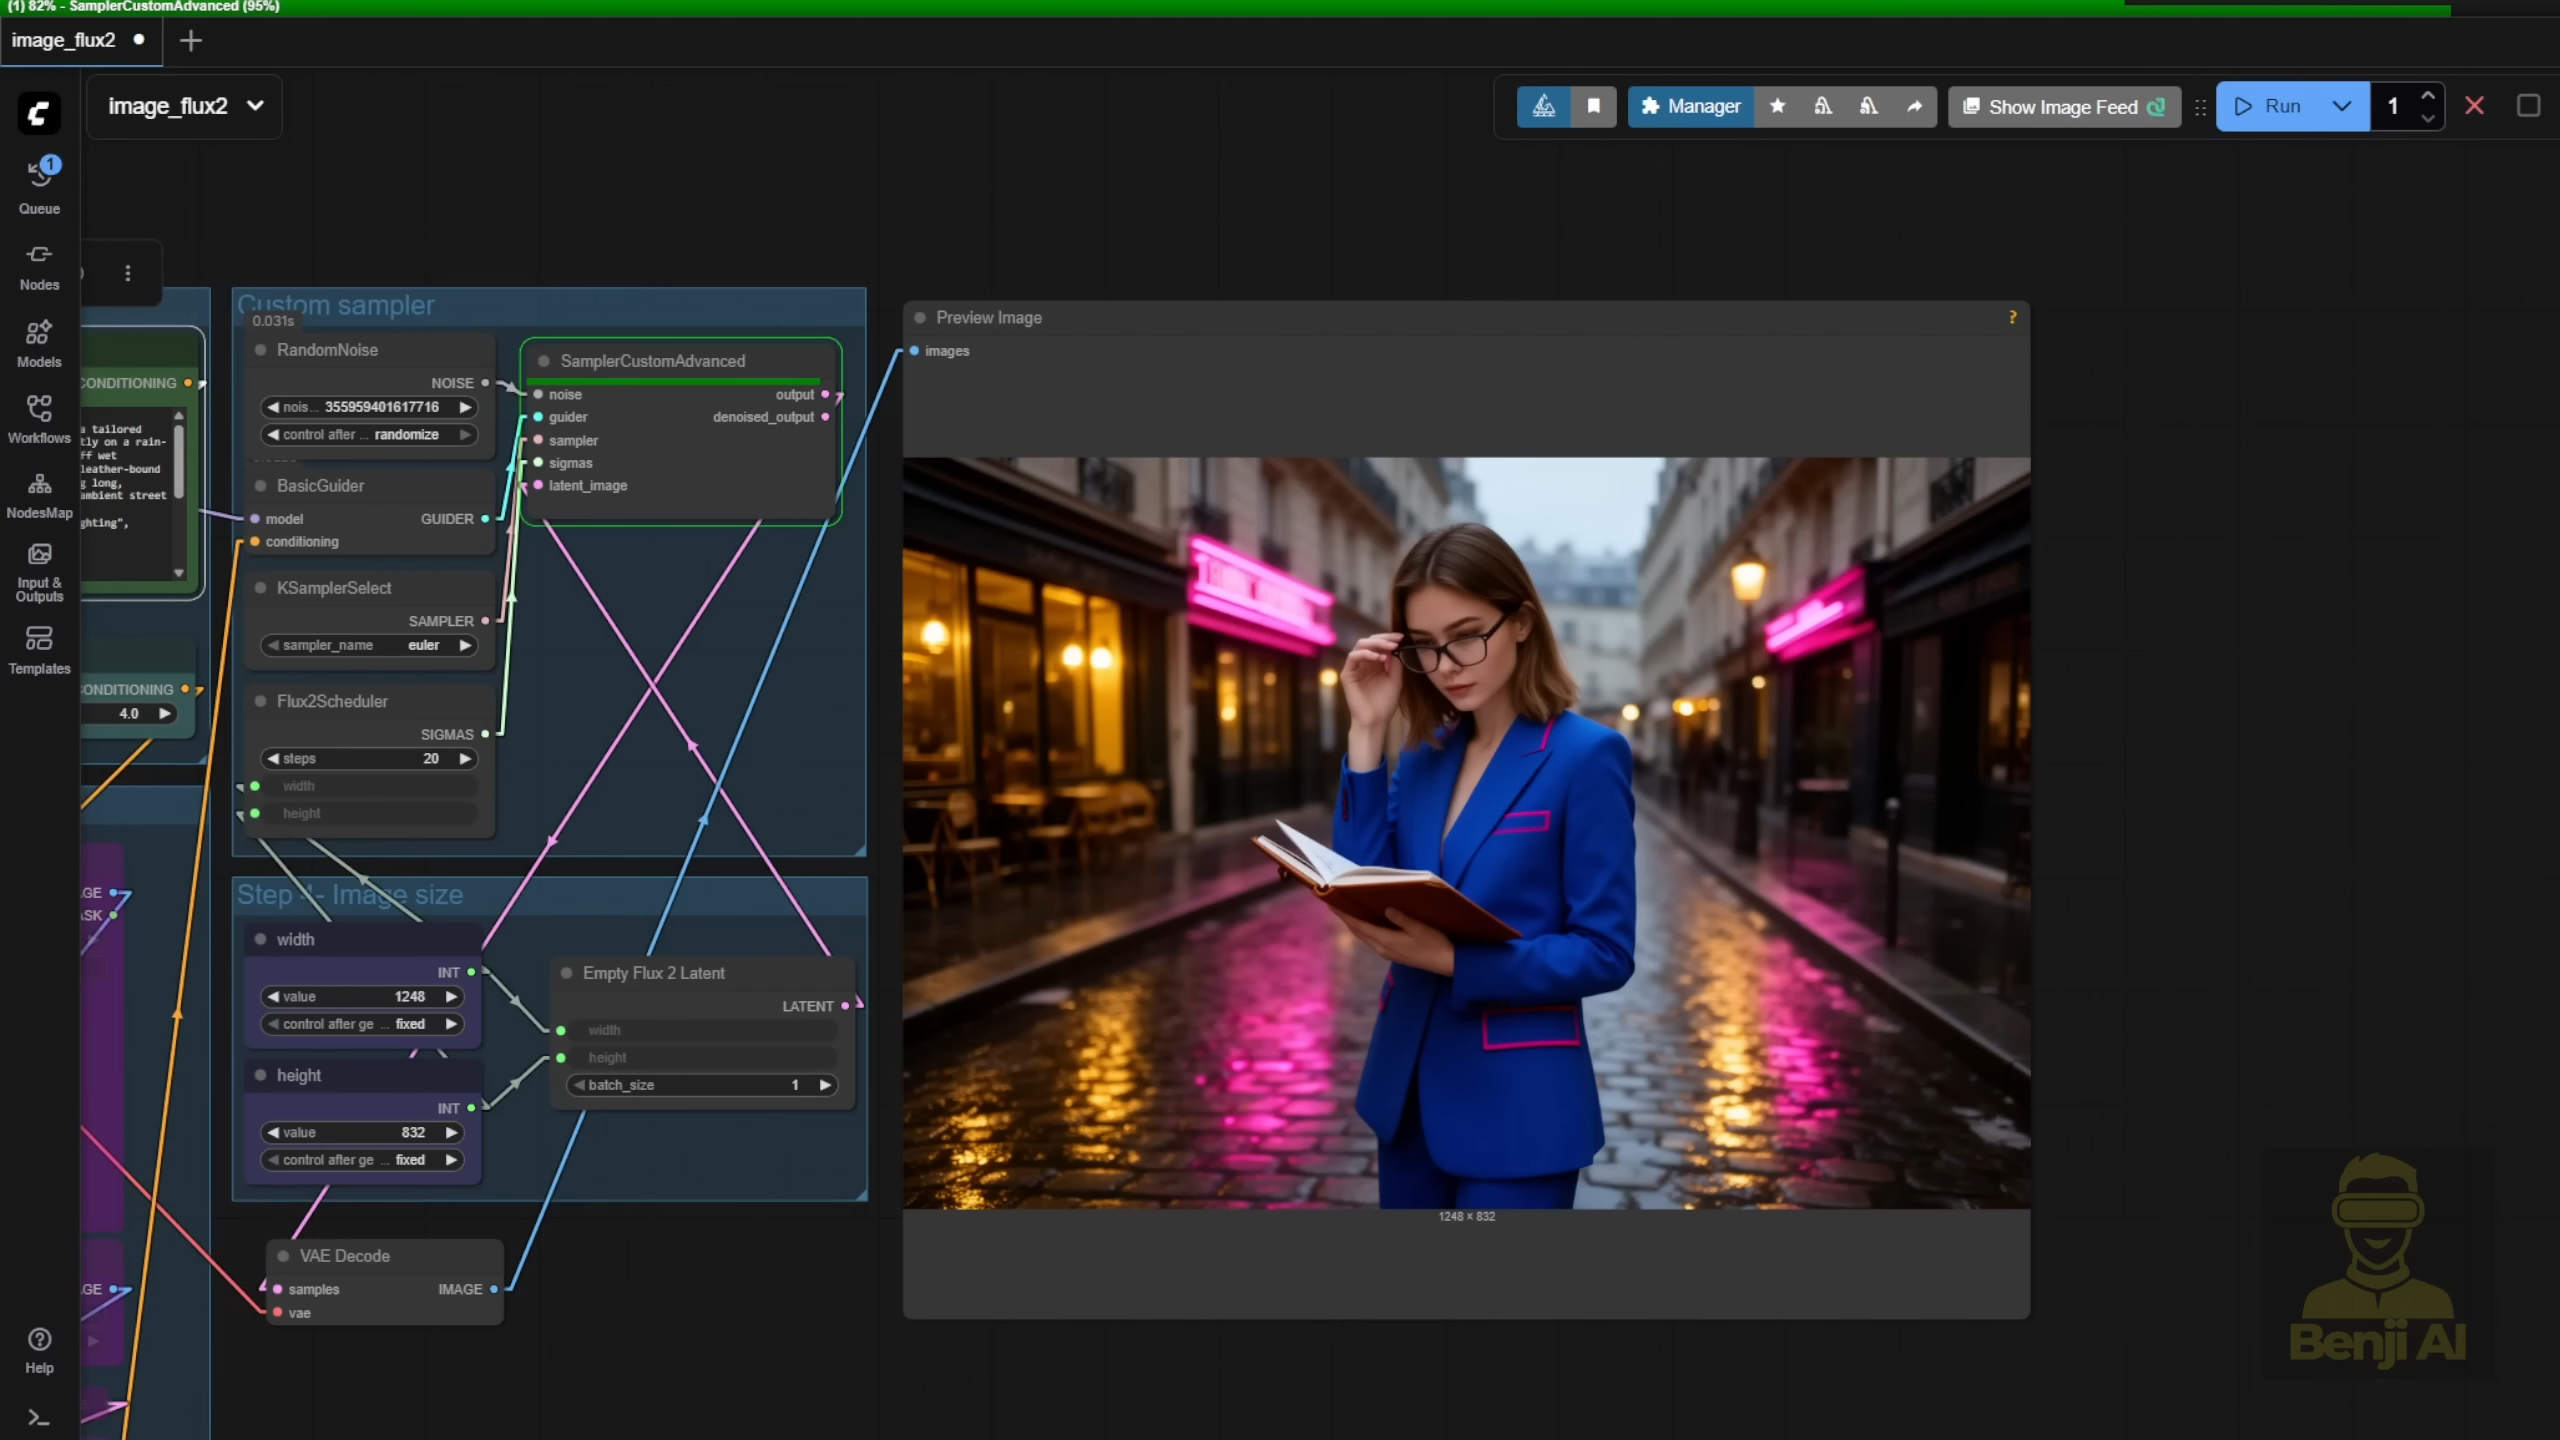 (1) 82% - SamplerCustomAdvanced (95%)
image_flux2
image_flux2
Manager
Show Image Feed
Run
1
1
Queue
Nodes
Models
Workflows
NodesMap
Input &
Outputs
Templates
Help
CONDITIONING
a tailored
tly on a rain-
ff wet
leather-bound
g long,
ambient street
ghting",
CONDITIONING
4.0
GE
ASK
GE
Custom sampler
0.031s
RandomNoise
NOISE
nois... 355959401617716
control after ... randomize
BasicGuider
model GUIDER
conditioning
KSamplerSelect
SAMPLER
sampler_name euler
Flux2Scheduler
SIGMAS
steps 20
width
height
SamplerCustomAdvanced
noise output
guider denoised_output
sampler
sigmas
latent_image
Step 4- Image size
width
INT
value 1248
control after ge ... fixed
height
INT
value 832
control after ge ... fixed
Empty Flux 2 Latent
LATENT
width
height
batch_size 1
VAE Decode
samples IMAGE
vae
Preview Image ?
images
1248 × 832
Benji AI